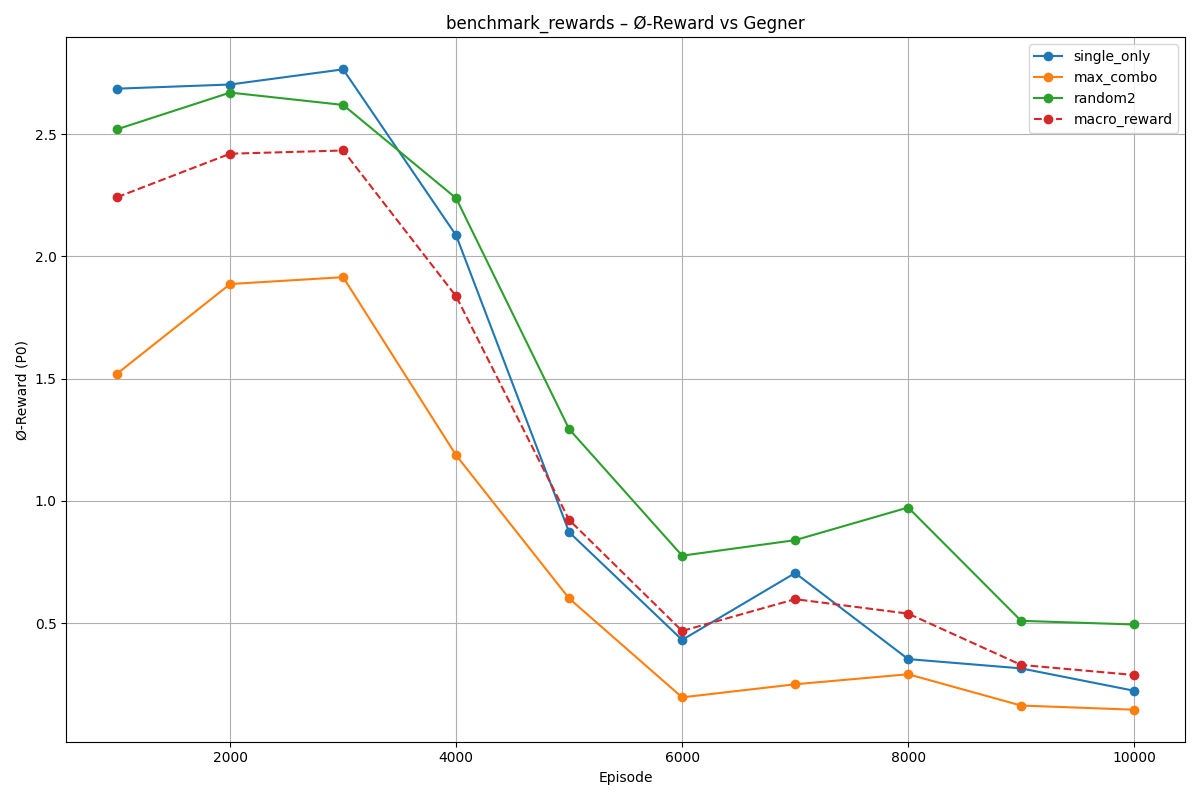 benchmark_rewards – Ø-Reward vs Gegner
single_only
max_combo
random2
macro_reward
Ø-Reward (P0)
2.5
2.0
1.5
1.0
0.5
2000 4000 6000 8000 10000
Episode